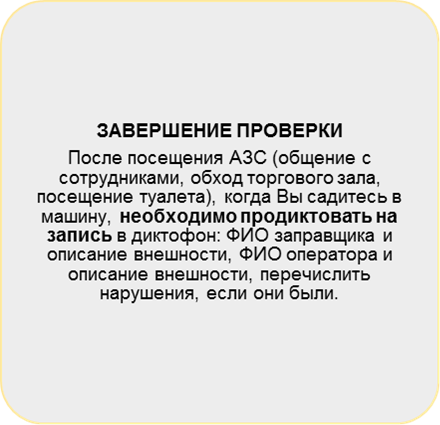 ЗАВЕРШЕНИЕ ПРОВЕРКИ
После посещения АЗС (общение с
сотрудниками, обход торгового зала,
посещение туалета), когда Вы садитесь в
машину, необходимо продиктовать на
запись в диктофон: ФИО заправщика и
описание внешности, ФИО оператора и
описание внешности, перечислить
нарушения, если они были.